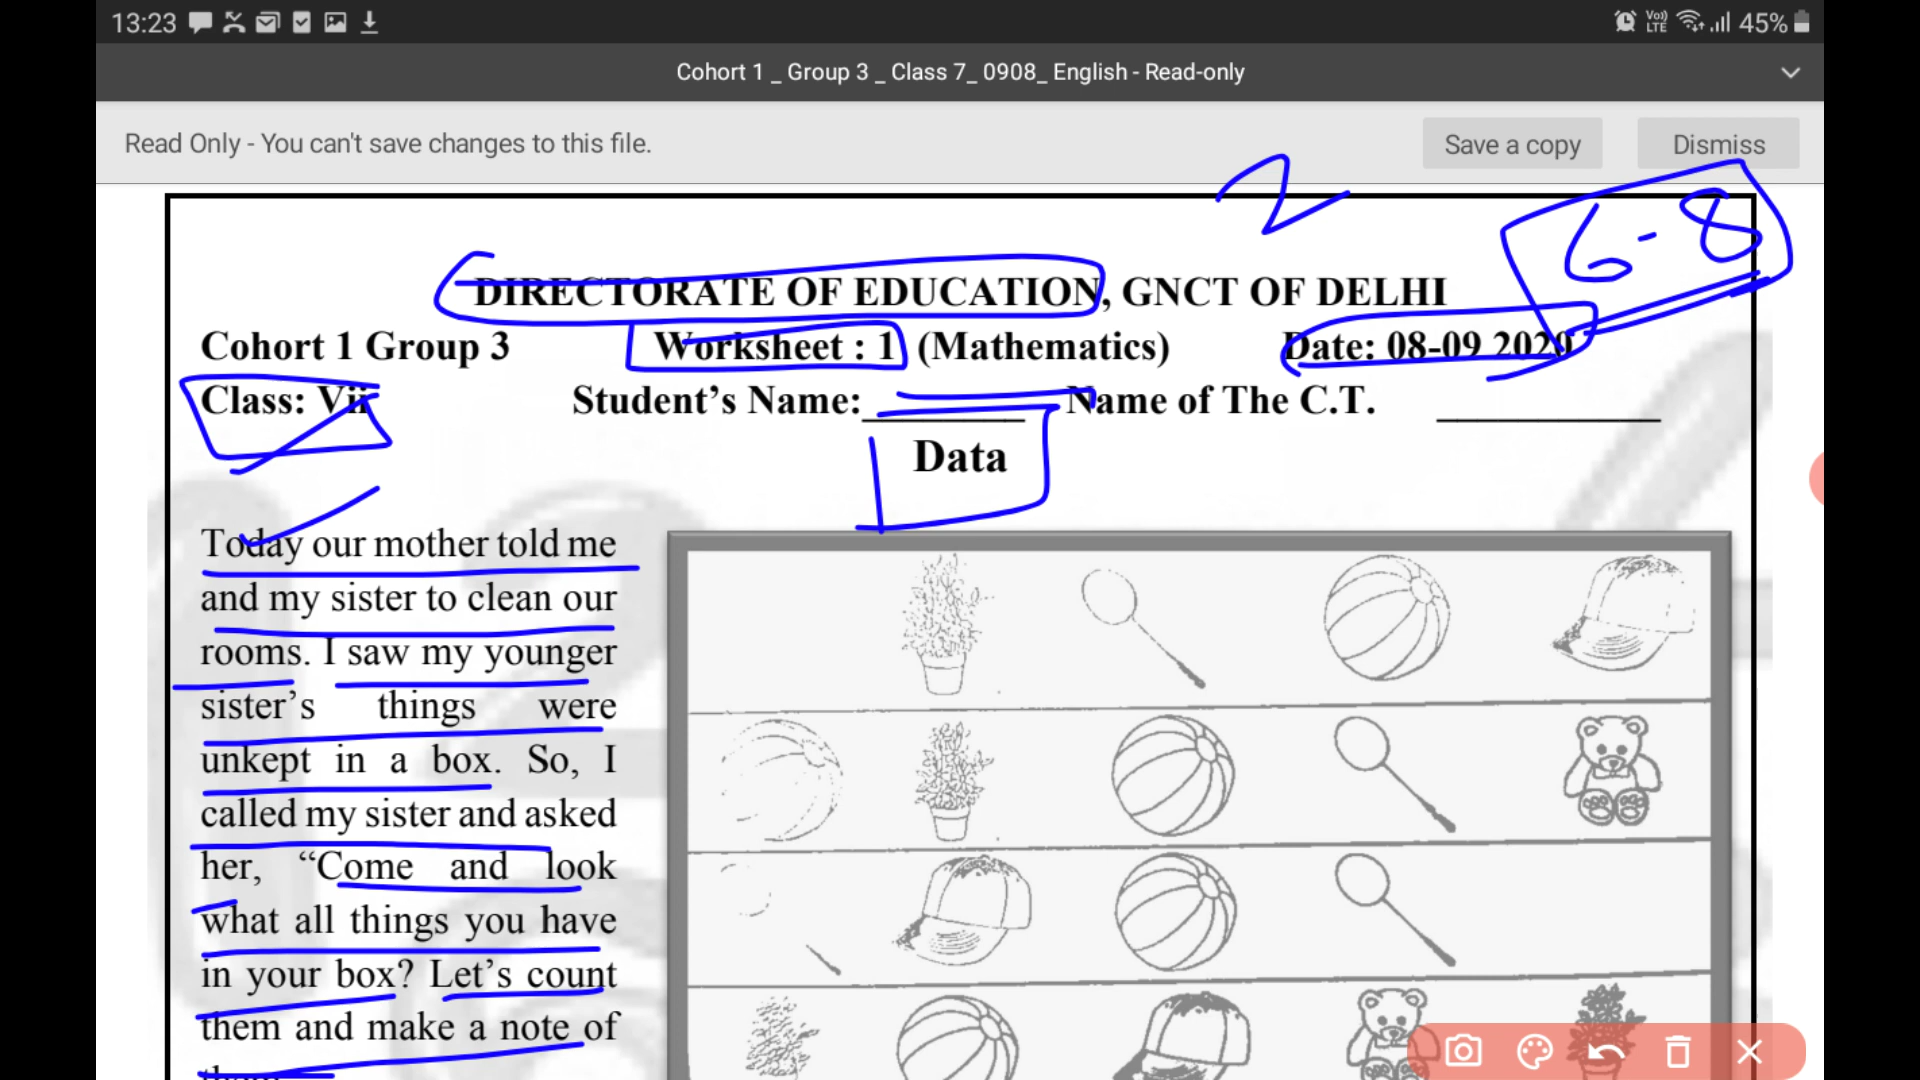 13:23
Vo)) LTE 45%
Cohort 1 _ Group 3 _ Class 7_ 0908_ English - Read-only
Read Only - You can't save changes to this file.
Save a copy
Dismiss
2
6-8
DIRECTORATE OF EDUCATION, GNCT OF DELHI
Cohort 1 Group 3 Worksheet : 1 (Mathematics) Date: 08-09 2020
Class: Vii Student’s Name:________ Name of The C.T. ___________
Data
Today our mother told me
and my sister to clean our
rooms. I saw my younger
sister’s things were
unkept in a box. So, I
called my sister and asked
her, “Come and look
what all things you have
in your box? Let’s count
them and make a note of